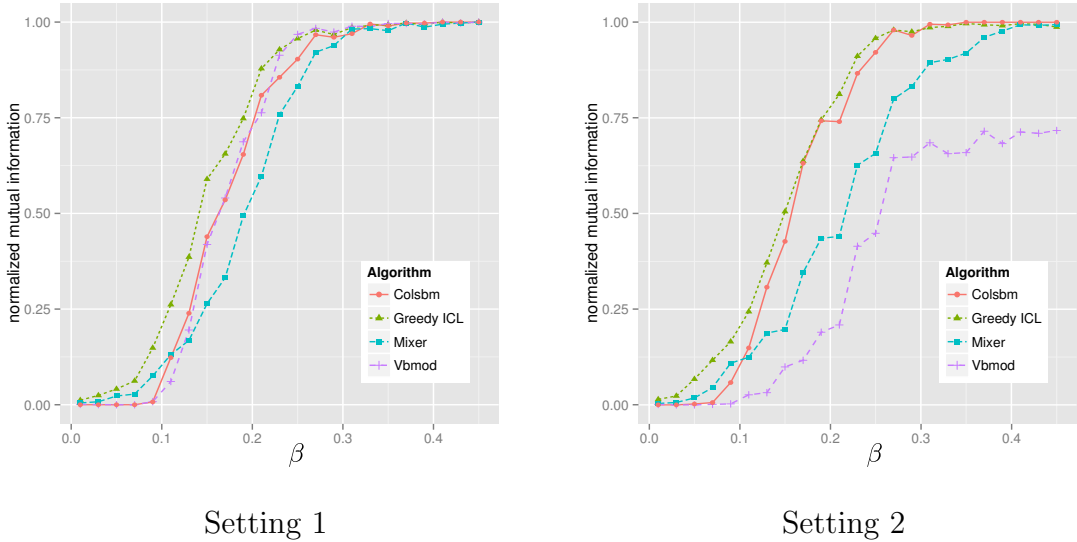 1.00
0.75
0.50
0.25
0.00
normalized mutual information
0.0
0.1
0.2
0.3
0.4
β
Algorithm
Colsbm
Greedy ICL
Mixer
Vbmod
Setting 1
1.00
0.75
0.50
0.25
0.00
normalized mutual information
0.0
0.1
0.2
0.3
0.4
β
Algorithm
Colsbm
Greedy ICL
Mixer
Vbmod
Setting 2